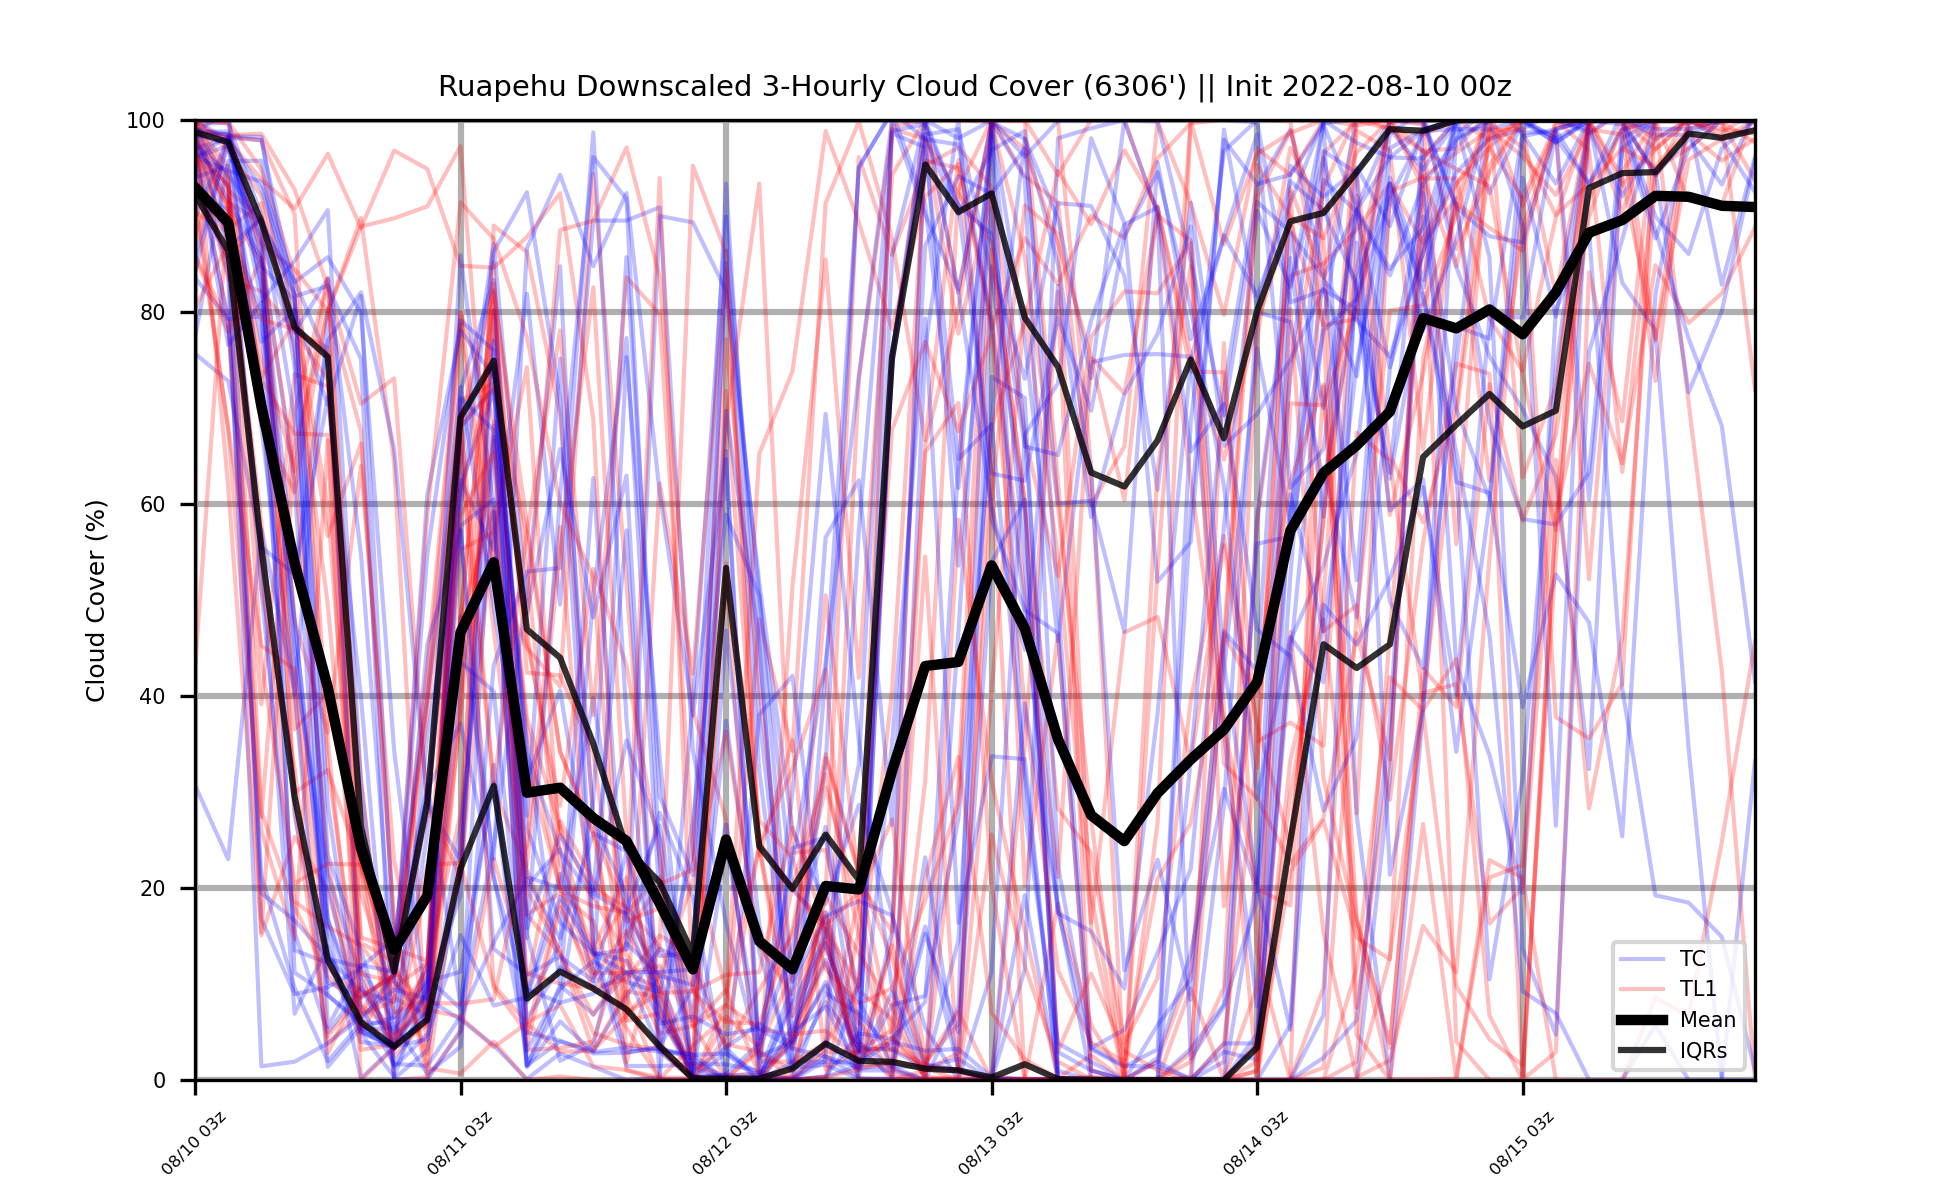 Ruapehu Downscaled 3-Hourly Cloud Cover (6306') || Init 2022-08-10 00z
Cloud Cover (%)
100
80
60
40
20
0
TC
TL1
Mean
IQRs
08/10 03z
08/11 03z
08/12 03z
08/13 03z
08/14 03z
08/15 03z